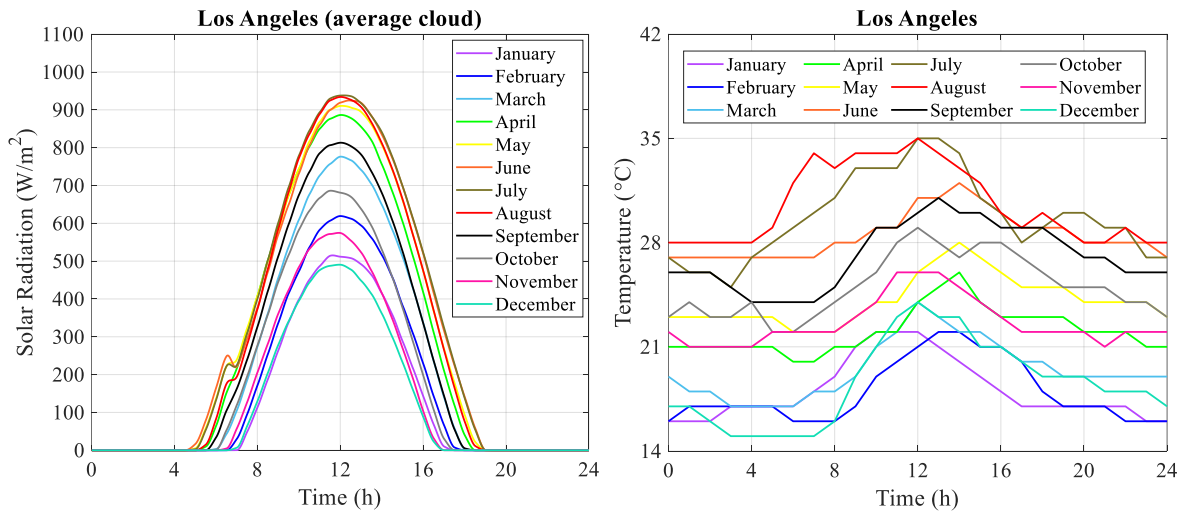 Los Angeles (average cloud)
1100
1000
900
800
700
600
500
400
300
200
100
0
Solar Radiation (W/m²)
0 4 8 12 16 20 24
Time (h)
January
February
March
April
May
June
July
August
September
October
November
December
Los Angeles
42
35
28
21
14
Temperature (°C)
0 4 8 12 16 20 24
Time (h)
January April July October
February May August November
March June September December